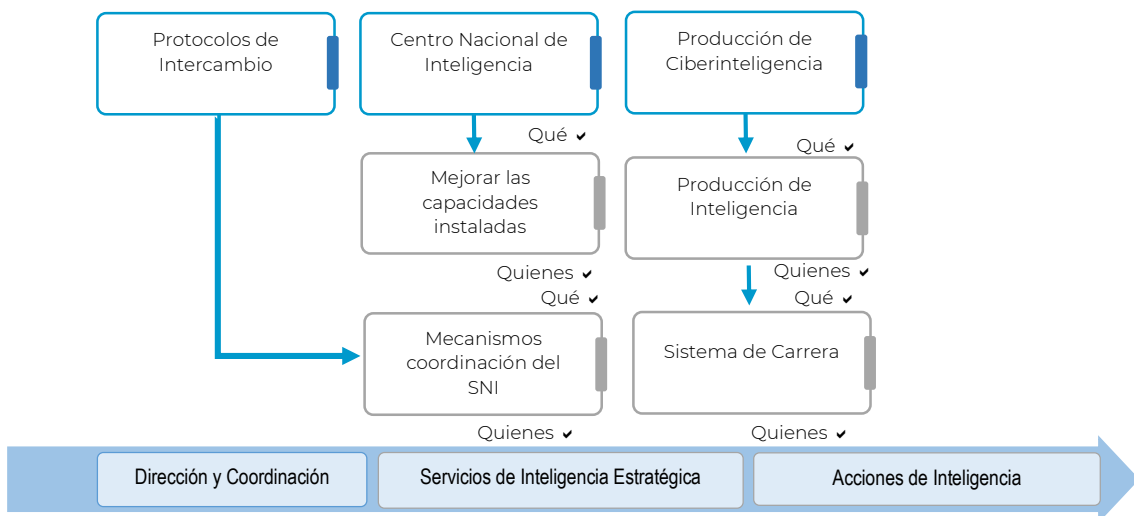 Protocolos de
Intercambio
Centro Nacional de
Inteligencia
Producción de
Ciberinteligencia
Qué ✔
Qué ✔
Mejorar las
capacidades
instaladas
Producción de
Inteligencia
Quienes ✔
Qué ✔
Quienes ✔
Qué ✔
Mecanismos
coordinación del
SNI
Sistema de Carrera
Quienes ✔
Quienes ✔
Dirección y Coordinación
Servicios de Inteligencia Estratégica
Acciones de Inteligencia